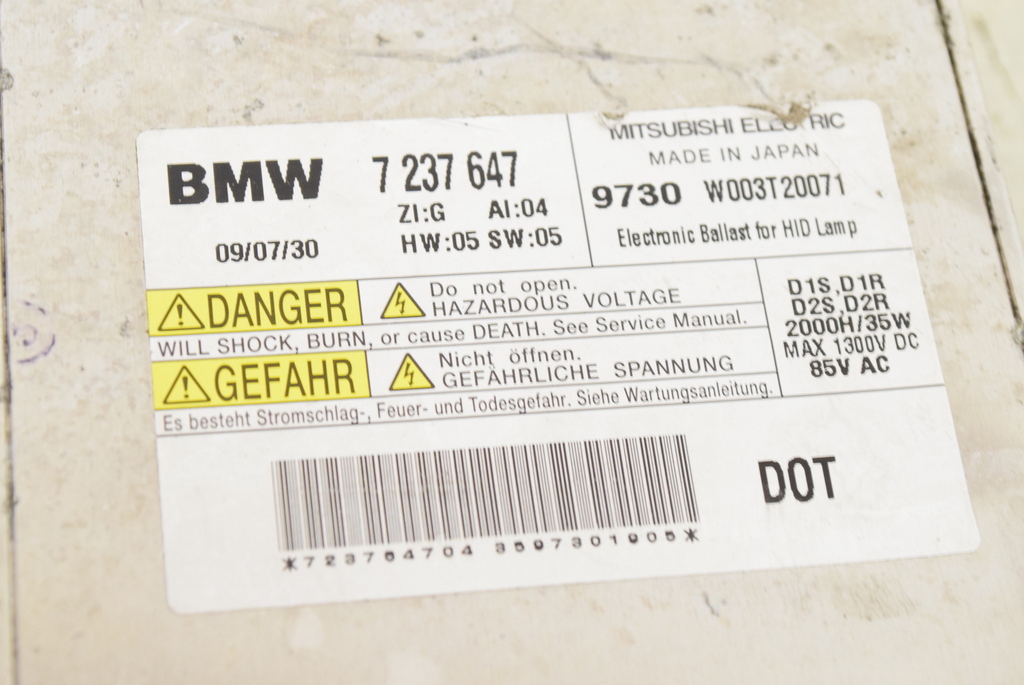 BMW 7 237 647
ZI:G AI:04
09/07/30 HW:05 SW:05
MITSUBISHI ELECTRIC
MADE IN JAPAN
9730 W003T20071
Electronic Ballast for HID Lamp
DANGER
Do not open.
HAZARDOUS VOLTAGE
WILL SHOCK, BURN, or cause DEATH. See Service Manual.
GEFAHR
Nicht öffnen.
GEFÄHRLICHE SPANNUNG
Es besteht Stromschlag-, Feuer- und Todesgefahr. Siehe Wartungsanleitung.
D1S,D1R
D2S,D2R
2000H/35W
MAX 1300V DC
85V AC
DOT
*723764704 3S97301905*